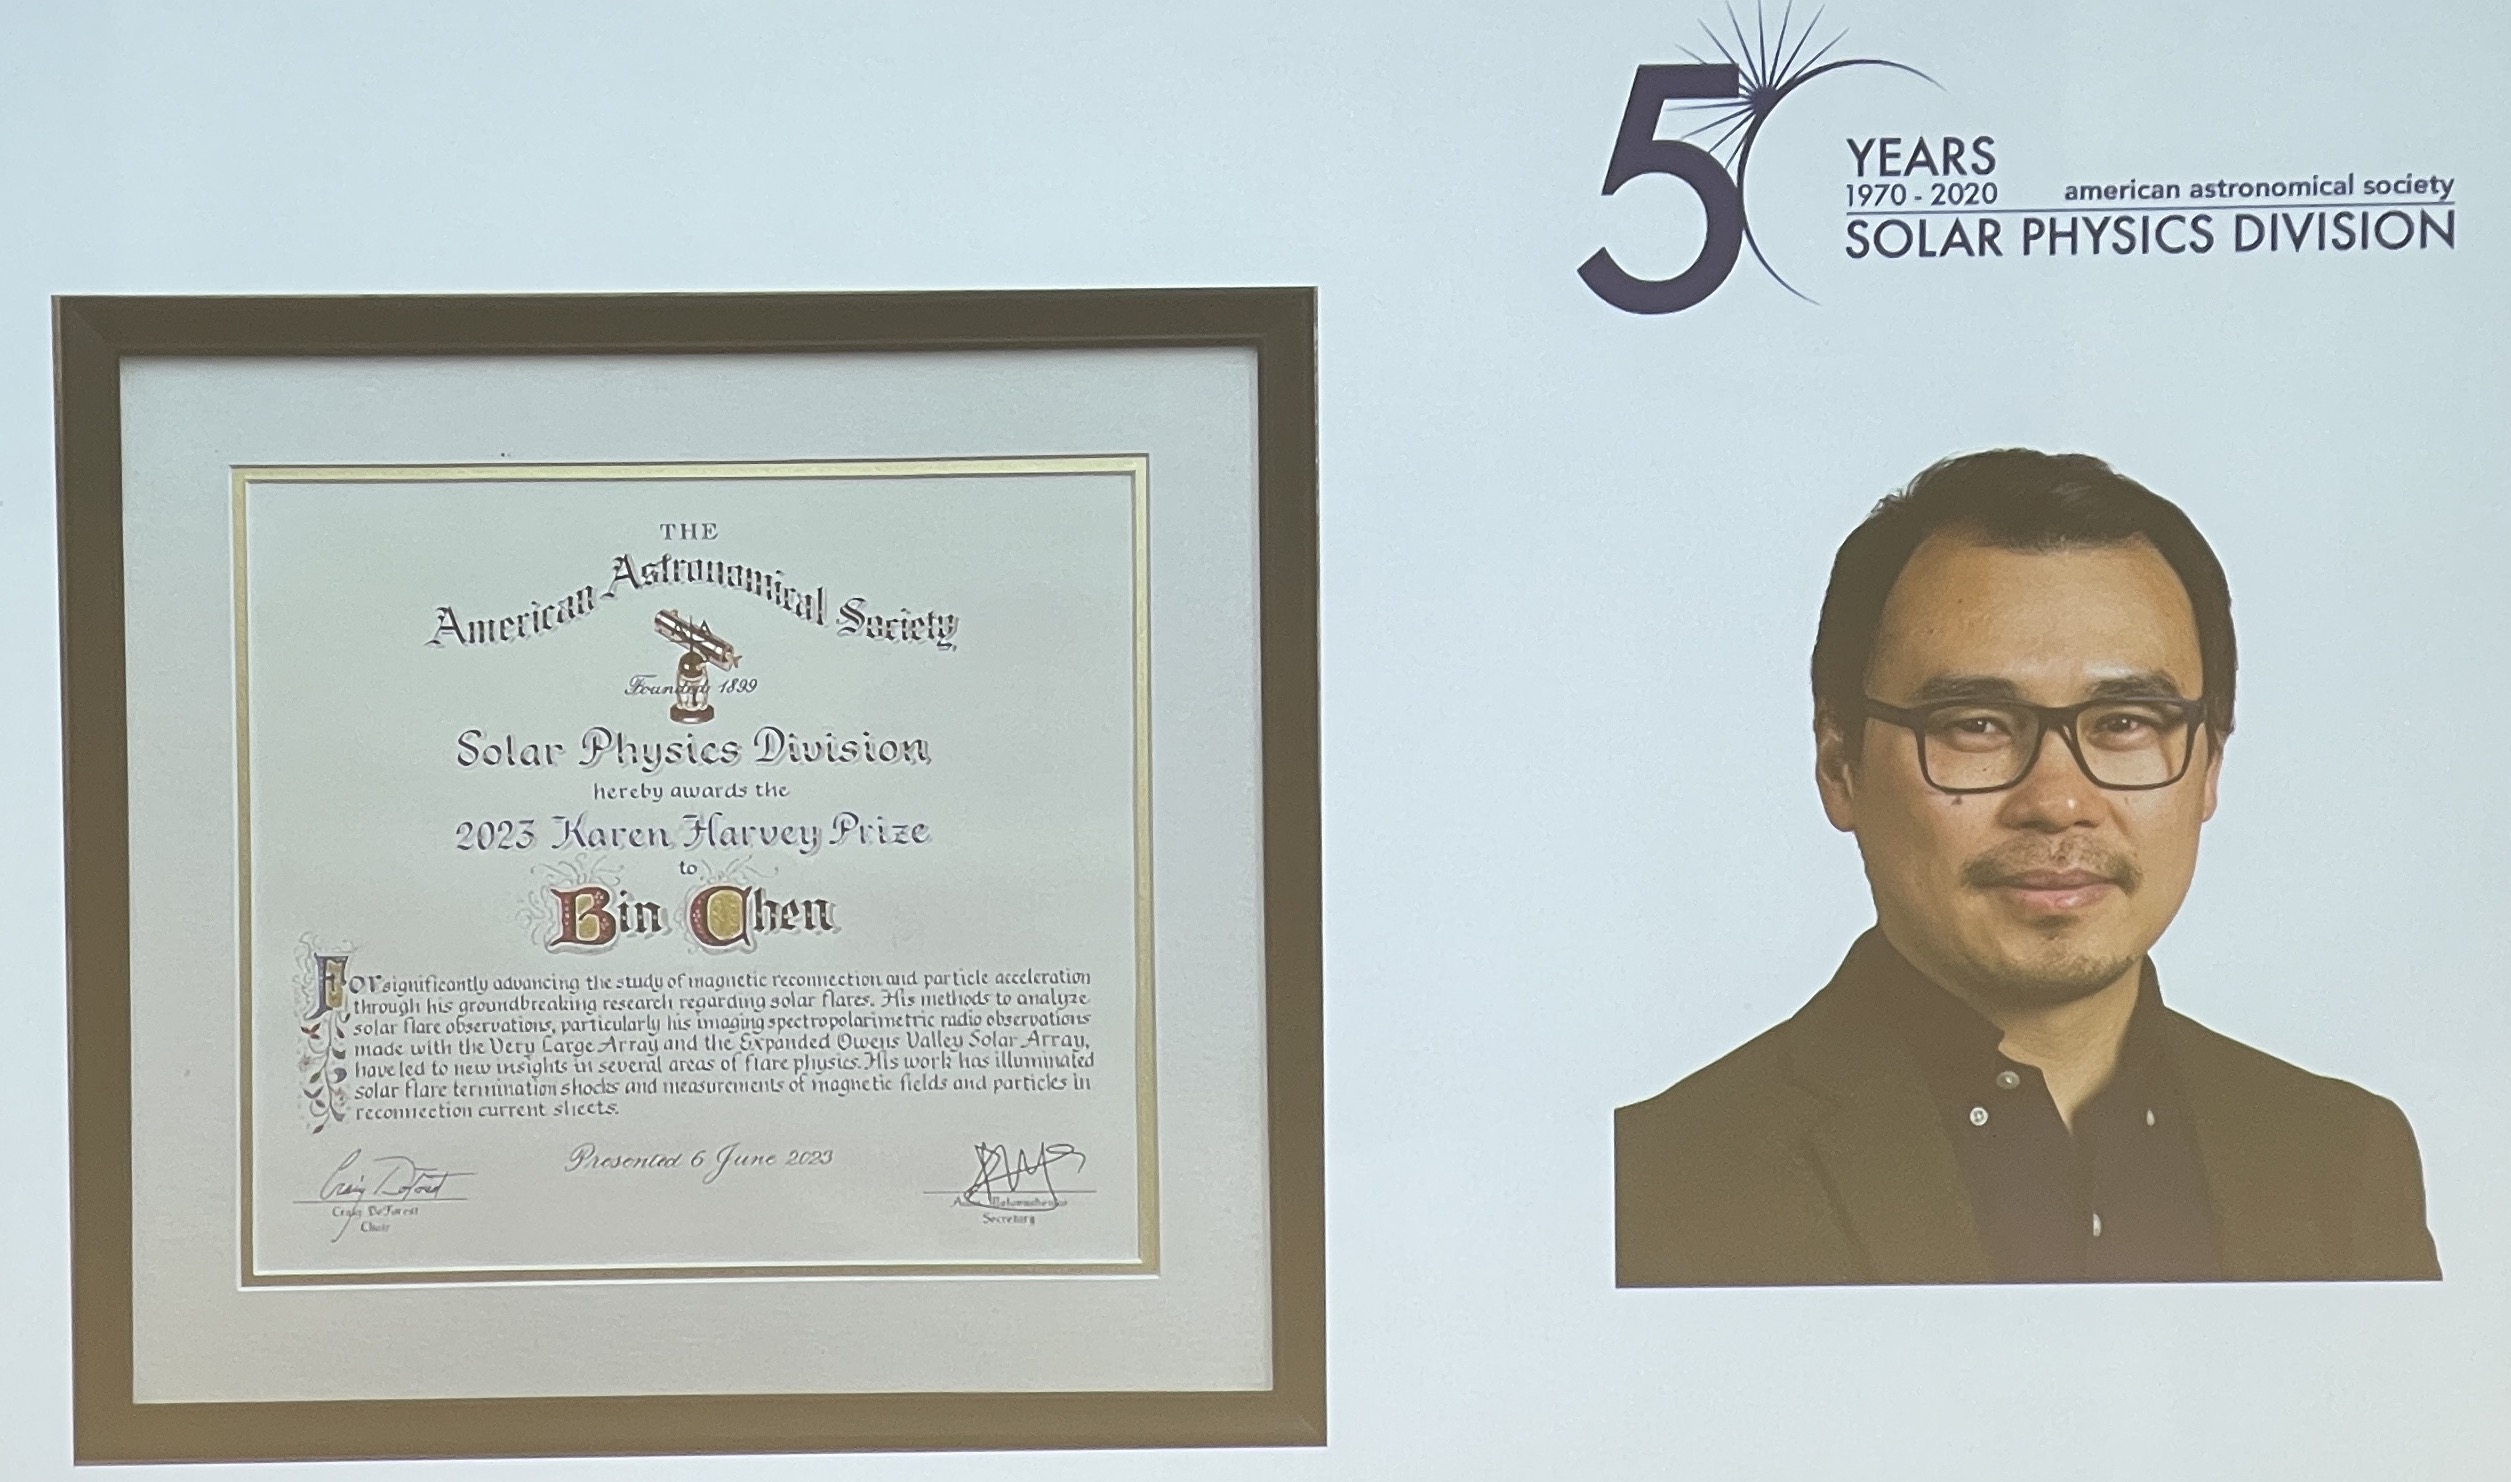 50
YEARS
1970 - 2020
american astronomical society
SOLAR PHYSICS DIVISION
THE
American Astronomical Society
Founded 1899
Solar Physics Division
hereby awards the
2023 Karen Harvey Prize
to
Bin Chen
For significantly advancing the study of magnetic reconnection and particle acceleration
through his groundbreaking research regarding solar flares. His methods to analyze
solar flare observations, particularly his imaging spectropolarimetric radio observations
made with the Very Large Array and the Expanded Owens Valley Solar Array,
have led to new insights in several areas of flare physics. His work has illuminated
solar flare termination shocks and measurements of magnetic fields and particles in
reconnection current sheets.
Presented 6 June 2023
Craig DeForest
Craig DeForest
Chair
Secretary